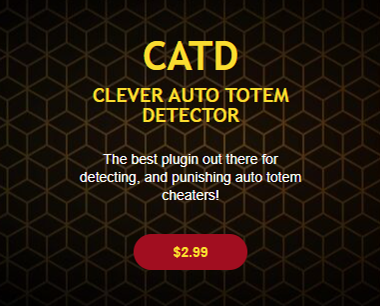 CATD
CLEVER AUTO TOTEM
DETECTOR
The best plugin out there for
detecting, and punishing auto totem
cheaters!
$2.99